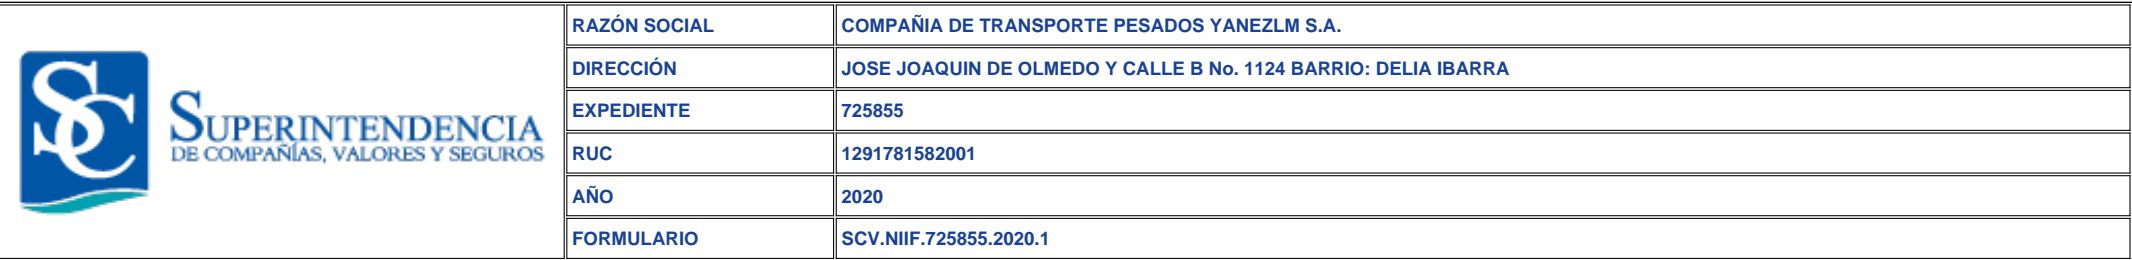 SC
SUPERINTENDENCIA
DE COMPAÑÍAS, VALORES Y SEGUROS
RAZÓN SOCIAL COMPAÑIA DE TRANSPORTE PESADOS YANEZLM S.A.
DIRECCIÓN JOSE JOAQUIN DE OLMEDO Y CALLE B No. 1124 BARRIO: DELIA IBARRA
EXPEDIENTE 725855
RUC 1291781582001
AÑO 2020
FORMULARIO SCV.NIIF.725855.2020.1